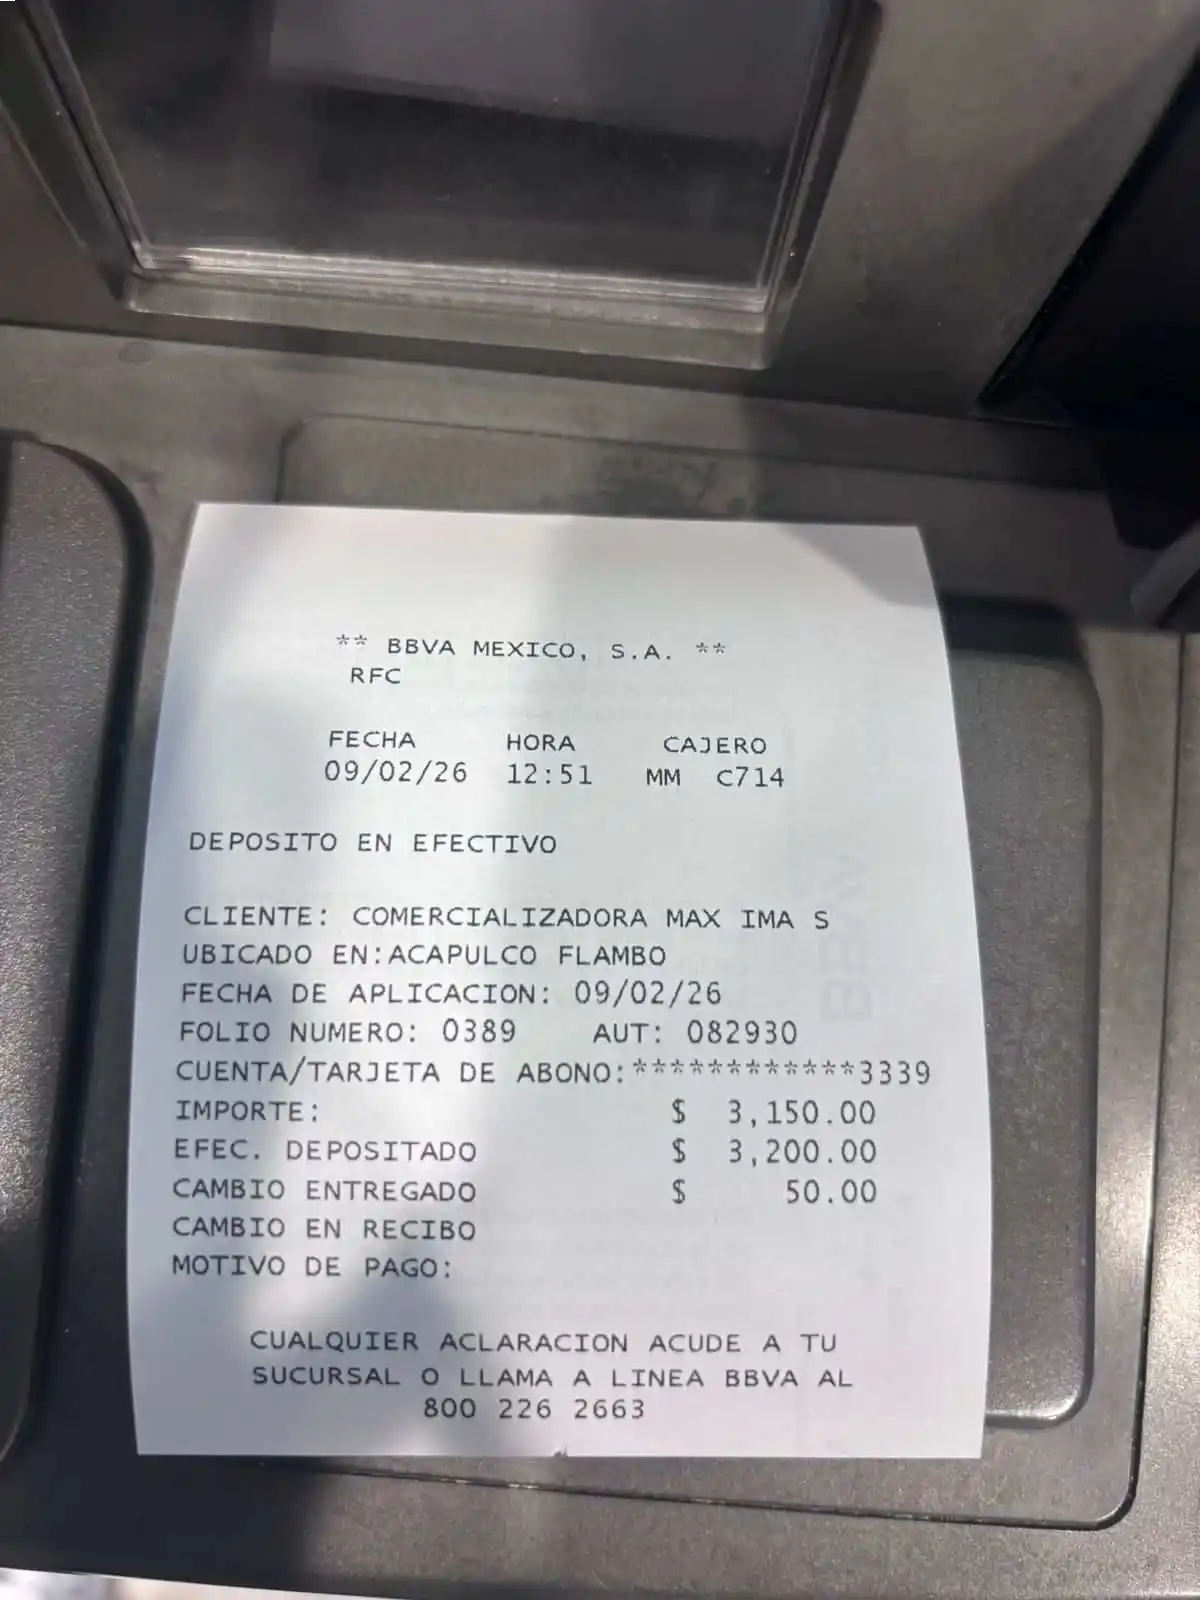 ** BBVA MEXICO, S.A. **
RFC
FECHA HORA CAJERO
09/02/26 12:51 MM C714
DEPOSITO EN EFECTIVO
CLIENTE: COMERCIALIZADORA MAX IMA S
UBICADO EN:ACAPULCO FLAMBO
FECHA DE APLICACION: 09/02/26
FOLIO NUMERO: 0389 AUT: 082930
CUENTA/TARJETA DE ABONO:************3339
IMPORTE: $ 3,150.00
EFEC. DEPOSITADO $ 3,200.00
CAMBIO ENTREGADO $ 50.00
CAMBIO EN RECIBO
MOTIVO DE PAGO:
CUALQUIER ACLARACION ACUDE A TU
SUCURSAL O LLAMA A LINEA BBVA AL
800 226 2663